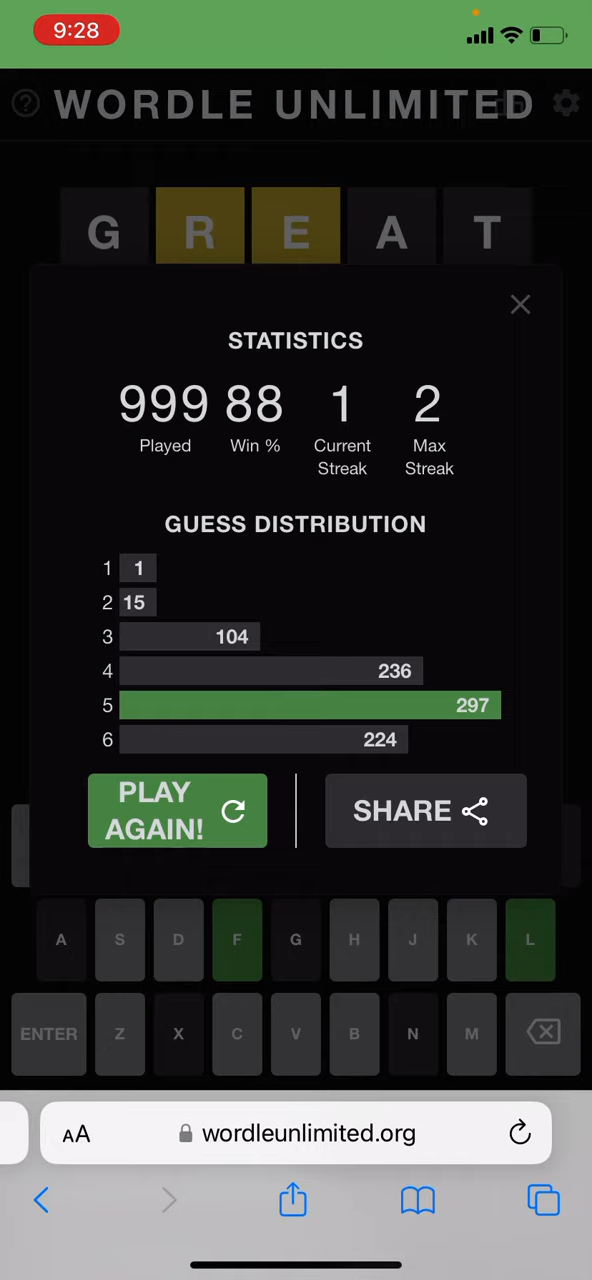 9:28
WORDLE UNLIMITED
G R E A T
STATISTICS
999 88 1 2
Played Win % Current Streak Max Streak
GUESS DISTRIBUTION
1 1
2 15
3 104
4 236
5 297
6 224
PLAY AGAIN! SHARE
A S D F G H J K L
ENTER Z X C V B N M
AA wordleunlimited.org